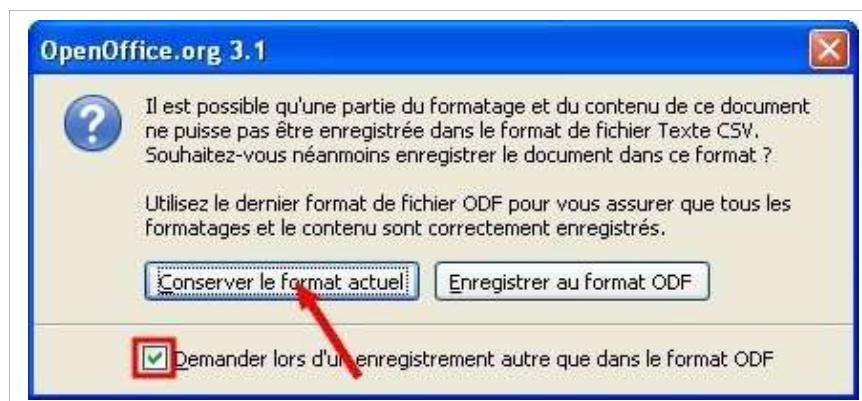 OpenOffice.org 3.1
Il est possible qu'une partie du formatage et du contenu de ce document
ne puisse pas être enregistrée dans le format de fichier Texte CSV.
Souhaitez-vous néanmoins enregistrer le document dans ce format ?
Utilisez le dernier format de fichier ODF pour vous assurer que tous les
formatages et le contenu sont correctement enregistrés.
Conserver le format actuel
Enregistrer au format ODF
Demander lors d'un enregistrement autre que dans le format ODF